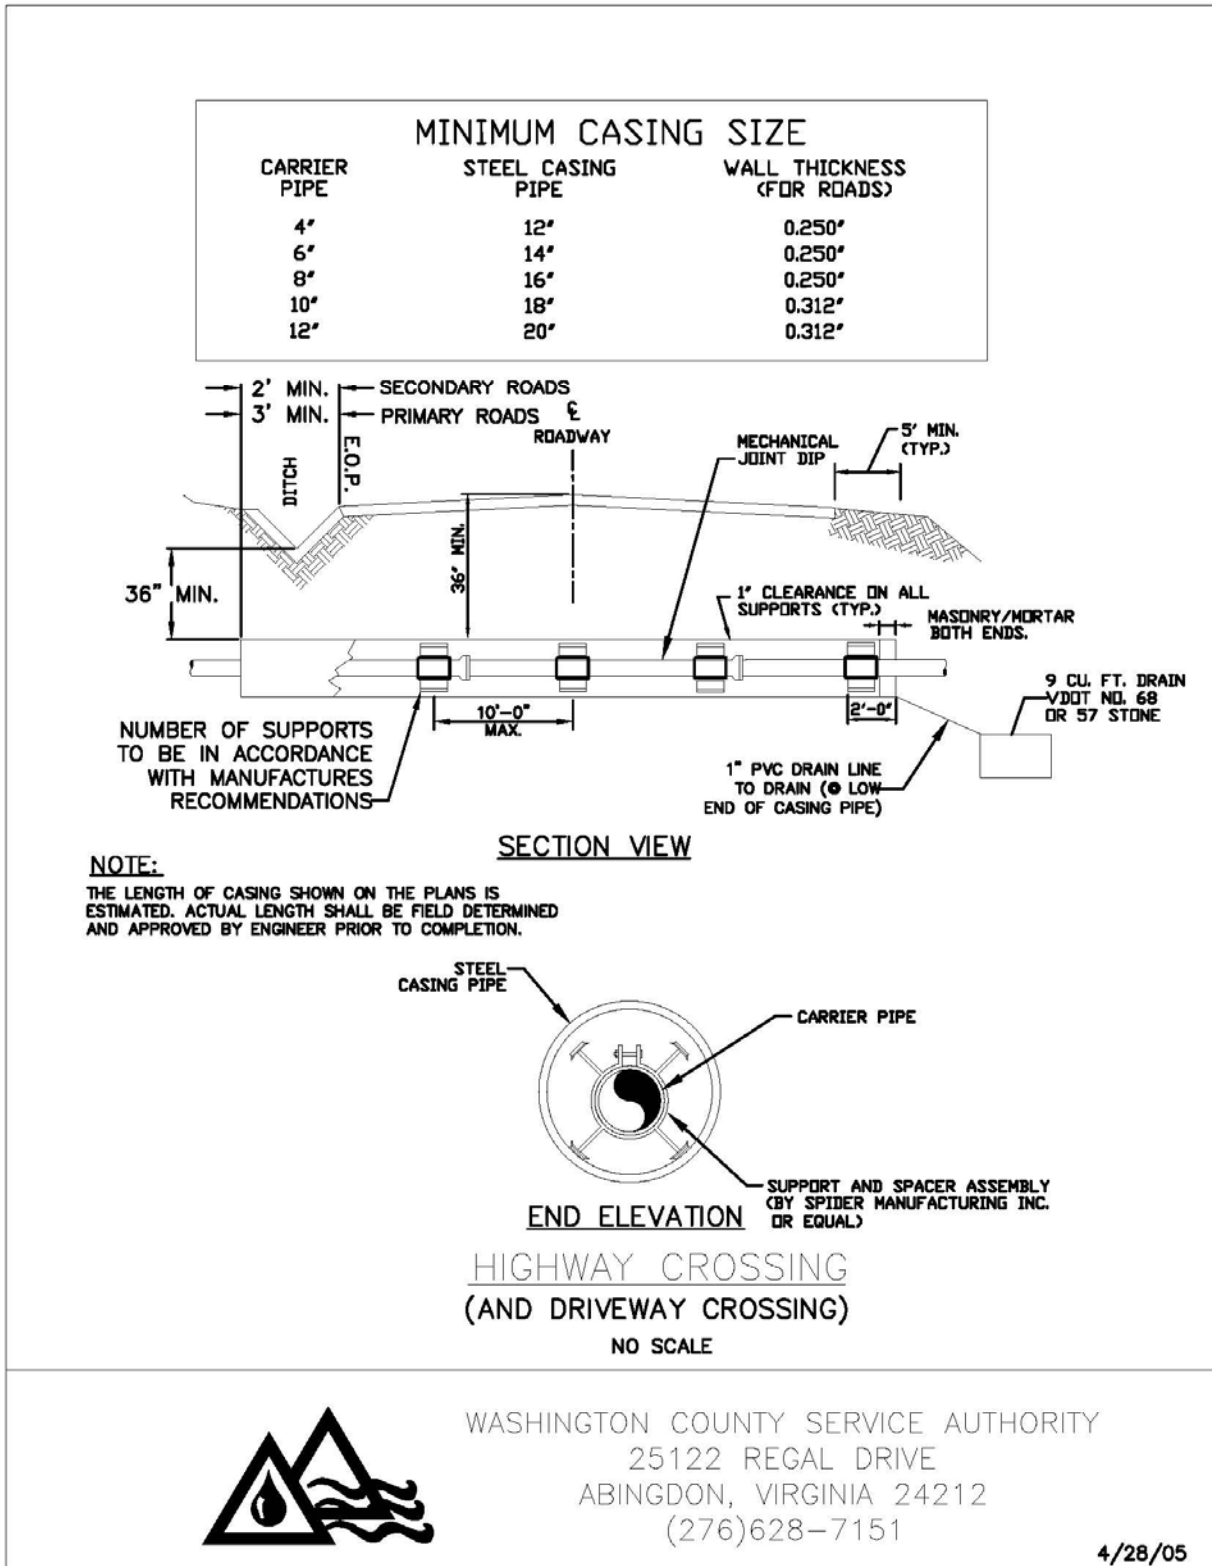 MINIMUM CASING SIZE
CARRIER PIPE STEEL CASING PIPE WALL THICKNESS (FOR ROADS)
4" 12" 0.250"
6" 14" 0.250"
8" 16" 0.250"
10" 18" 0.312"
12" 20" 0.312"
2' MIN. SECONDARY ROADS
3' MIN. PRIMARY ROADS
℄
ROADWAY
DITCH
E.O.P.
MECHANICAL
JOINT DIP
5' MIN.
(TYP.)
36" MIN.
36" MIN.
1" CLEARANCE ON ALL
SUPPORTS (TYP.)
MASONRY/MORTAR
BOTH ENDS.
9 CU. FT. DRAIN
VDOT NO. 68
OR 57 STONE
10'-0"
MAX.
2'-0"
NUMBER OF SUPPORTS
TO BE IN ACCORDANCE
WITH MANUFACTURES
RECOMMENDATIONS
1" PVC DRAIN LINE
TO DRAIN (@ LOW
END OF CASING PIPE)
SECTION VIEW
NOTE:
THE LENGTH OF CASING SHOWN ON THE PLANS IS
ESTIMATED. ACTUAL LENGTH SHALL BE FIELD DETERMINED
AND APPROVED BY ENGINEER PRIOR TO COMPLETION.
STEEL
CASING PIPE
CARRIER PIPE
SUPPORT AND SPACER ASSEMBLY
(BY SPIDER MANUFACTURING INC.
OR EQUAL)
END ELEVATION
HIGHWAY CROSSING
(AND DRIVEWAY CROSSING)
NO SCALE
WASHINGTON COUNTY SERVICE AUTHORITY
25122 REGAL DRIVE
ABINGDON, VIRGINIA 24212
(276)628-7151
4/28/05